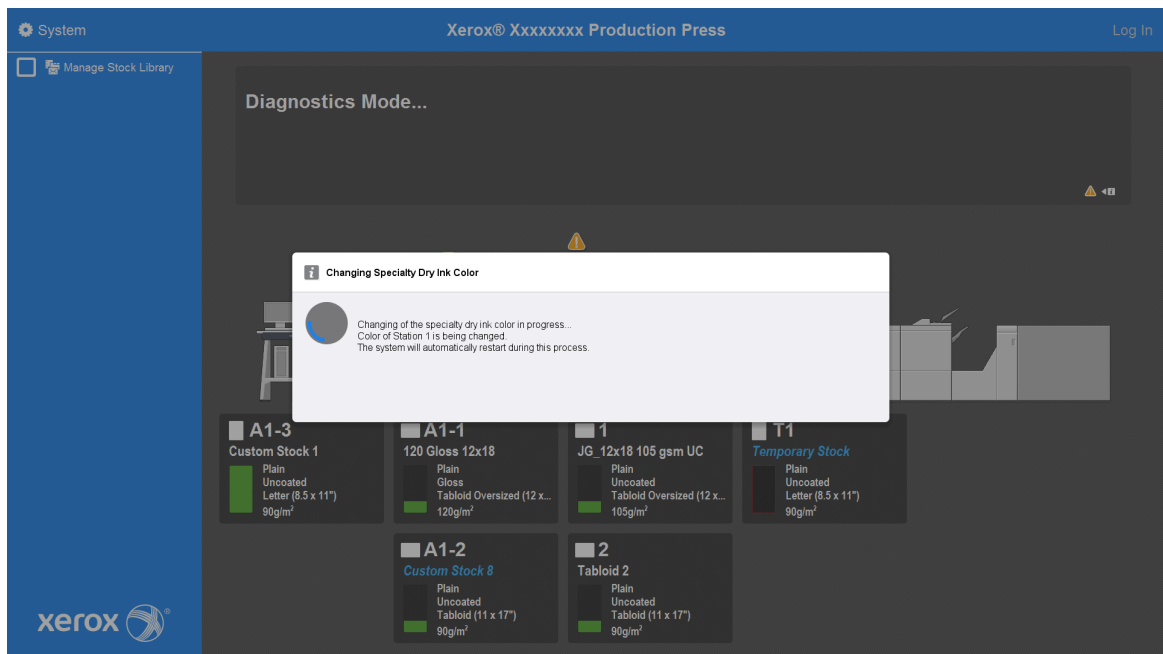 System
Xerox® Xxxxxxxx Production Press
Log In
Manage Stock Library
Diagnostics Mode...
Changing Specialty Dry Ink Color
Changing of the specialty dry ink color in progress...
Color of Station 1 is being changed.
The system will automatically restart during this process.
A1-3
Custom Stock 1
Plain
Uncoated
Letter (8.5 x 11")
90g/m²
A1-1
120 Gloss 12x18
Plain
Gloss
Tabloid Oversized (12 x...
120g/m²
1
JG_12x18 105 gsm UC
Plain
Uncoated
Tabloid Oversized (12 x...
105g/m²
T1
Temporary Stock
Plain
Uncoated
Letter (8.5 x 11")
90g/m²
A1-2
Custom Stock 8
Plain
Uncoated
Tabloid (11 x 17")
90g/m²
2
Tabloid 2
Plain
Uncoated
Tabloid (11 x 17")
90g/m²
xerox®